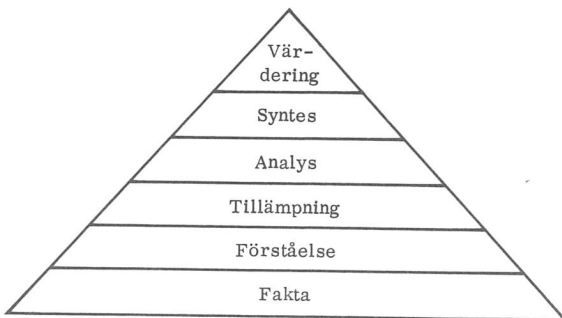 Vär-
dering
Syntes
Analys
Tillämpning
Förståelse
Fakta